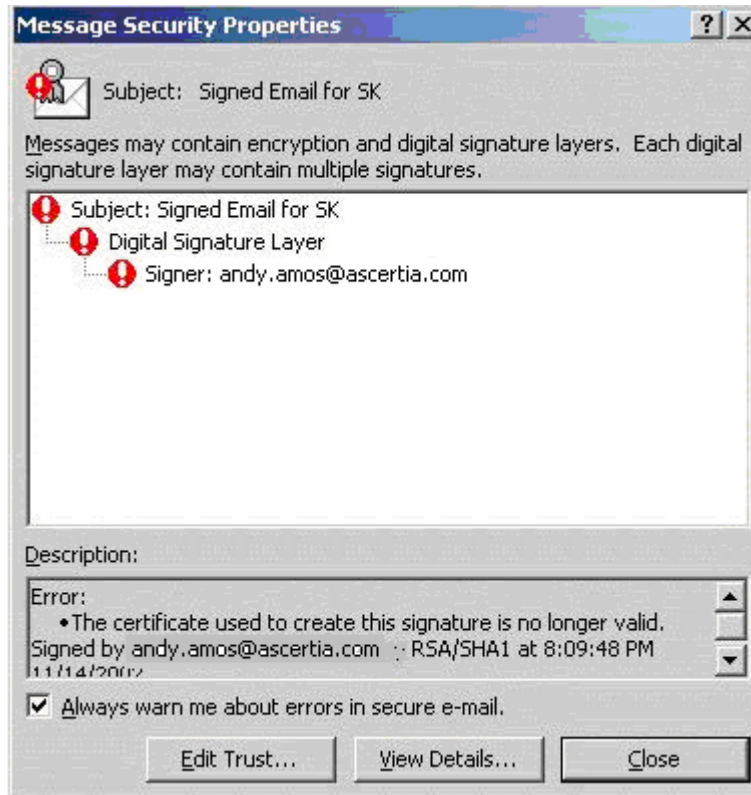 Message Security Properties
Subject: Signed Email for SK
Messages may contain encryption and digital signature layers. Each digital
signature layer may contain multiple signatures.
Subject: Signed Email for SK
Digital Signature Layer
Signer: andy.amos@ascertia.com
Description:
Error:
•The certificate used to create this signature is no longer valid.
Signed by andy.amos@ascertia.com RSA/SHA1 at 8:09:48 PM
Always warn me about errors in secure e-mail.
Edit Trust... View Details... Close